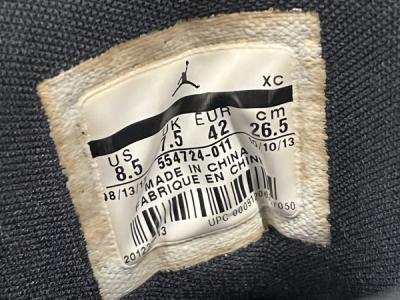 XC
US UK EUR cm
8.5 7.5 42 26.5
554724-011
MADE IN CHINA
FABRIQUE EN CHINE